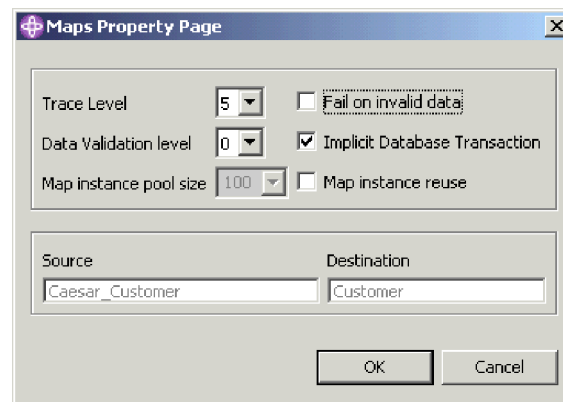 Maps Property Page
Trace Level 5 Fail on invalid data
Data Validation level 0 Implicit Database Transaction
Map instance pool size 100 Map instance reuse
Source Destination
Caesar_Customer Customer
OK Cancel